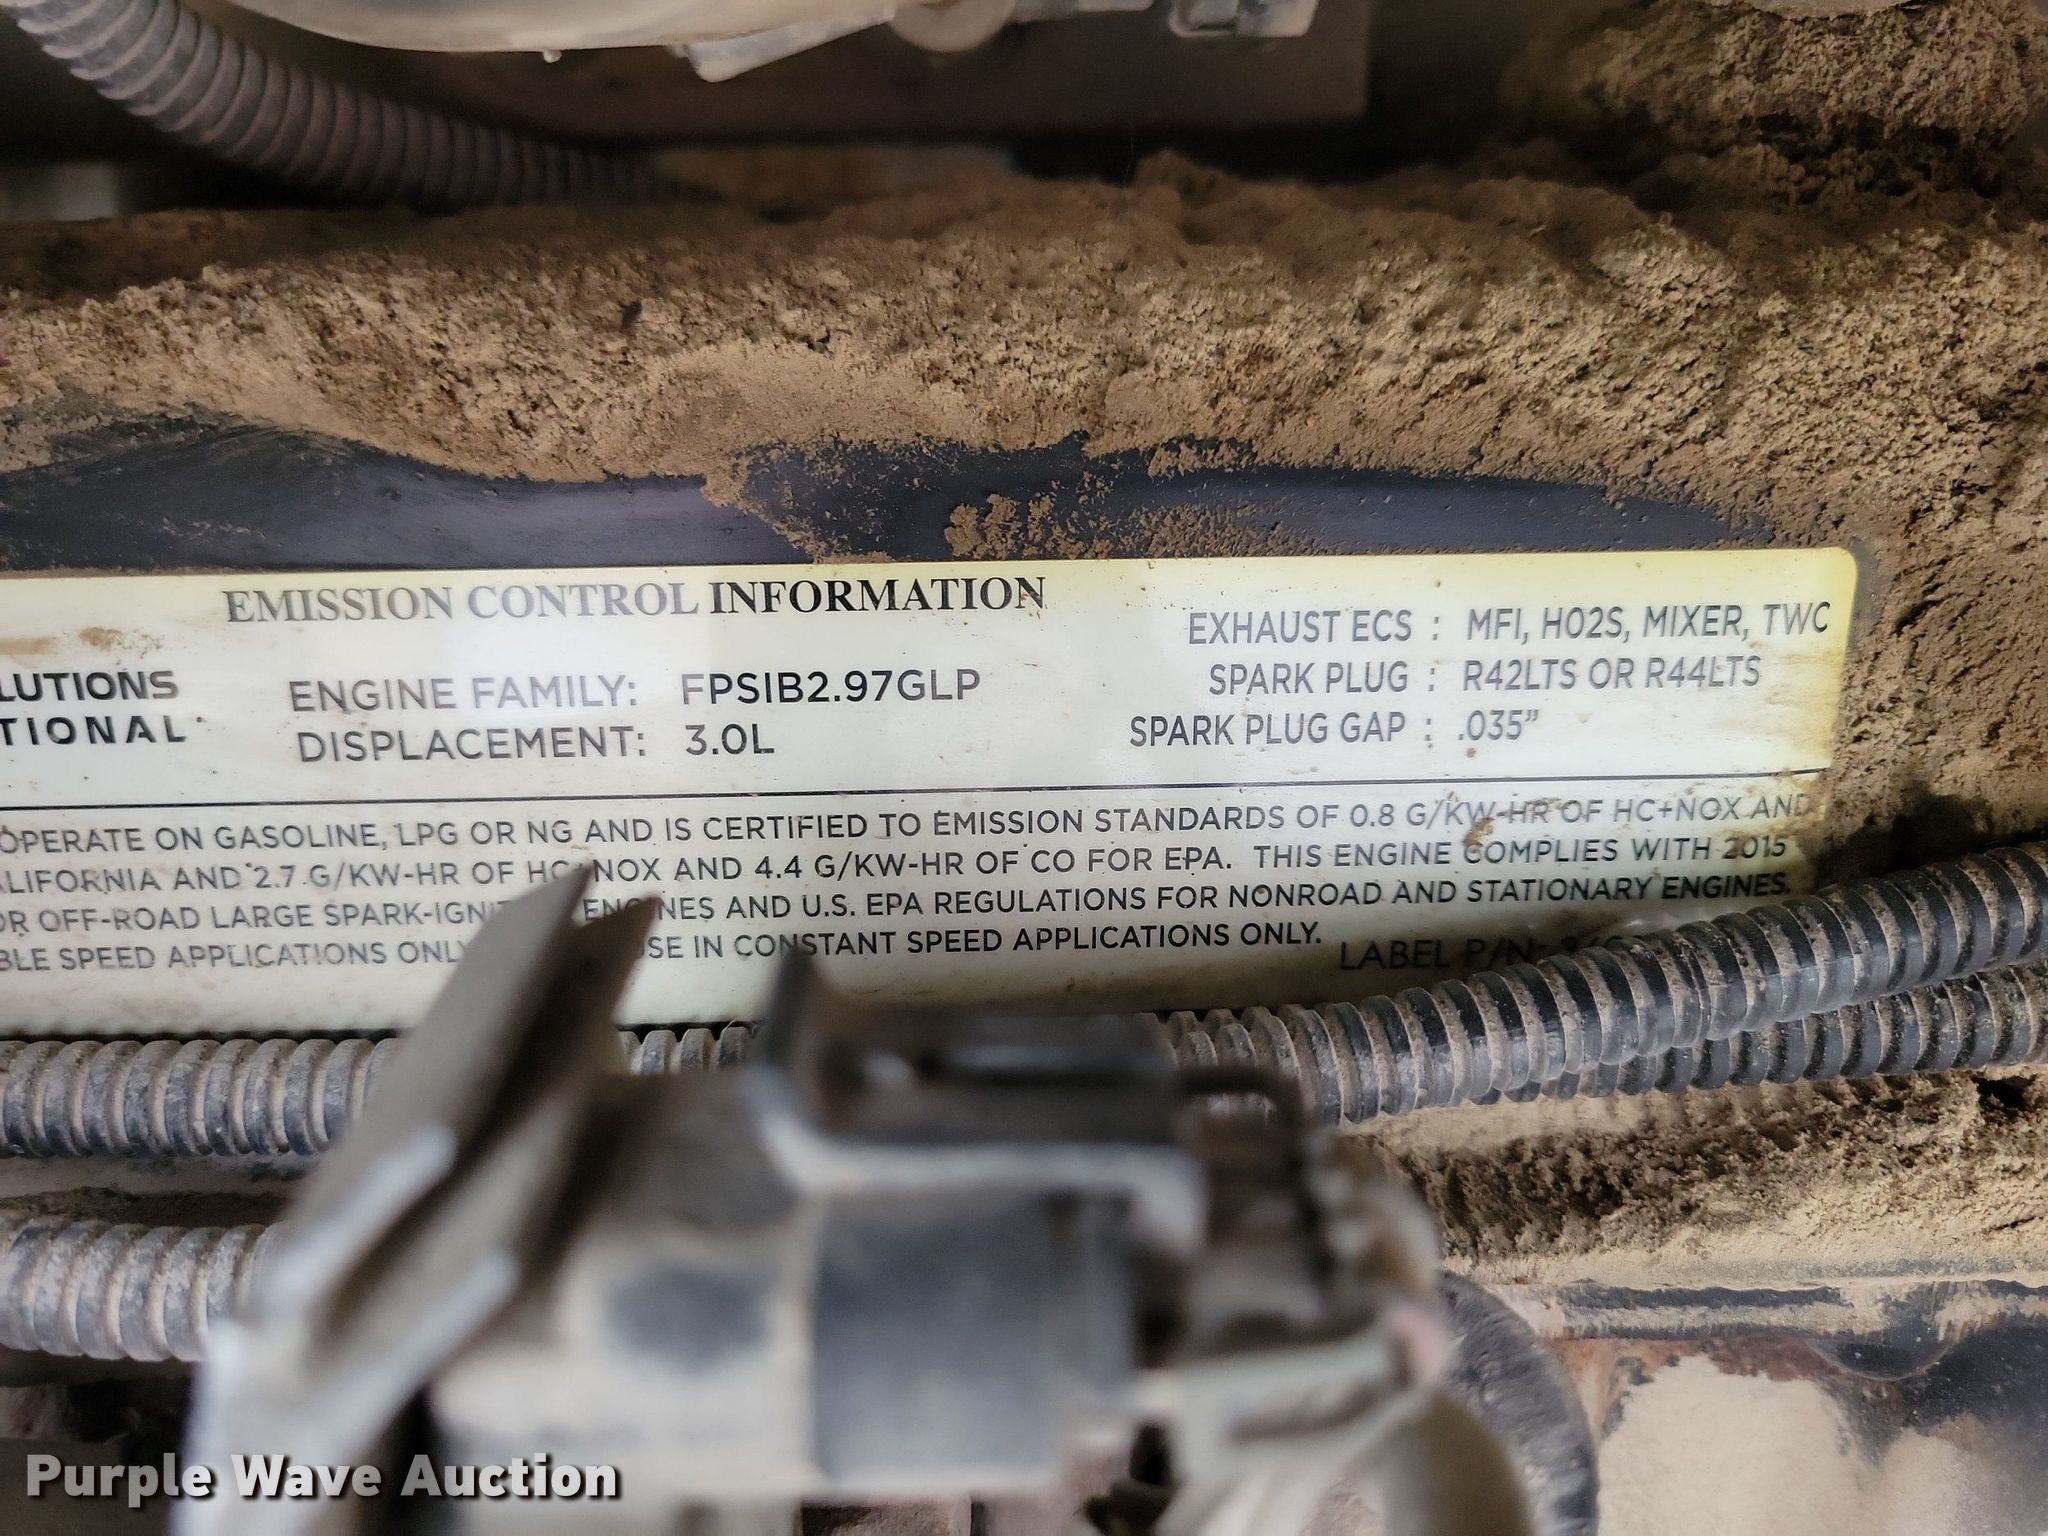 EMISSION CONTROL INFORMATION
LUTIONS
TIONAL
ENGINE FAMILY: FPSIB2.97GLP
DISPLACEMENT: 3.0L
EXHAUST ECS : MFI, HO2S, MIXER, TWC
SPARK PLUG : R42LTS OR R44LTS
SPARK PLUG GAP : .035"
OPERATE ON GASOLINE, LPG OR NG AND IS CERTIFIED TO EMISSION STANDARDS OF 0.8 G/KW-HR OF HC+NOX AND
ALIFORNIA AND 2.7 G/KW-HR OF HC+NOX AND 4.4 G/KW-HR OF CO FOR EPA. THIS ENGINE COMPLIES WITH 2015
OR OFF-ROAD LARGE SPARK-IGNIT ENGINES AND U.S. EPA REGULATIONS FOR NONROAD AND STATIONARY ENGINES.
BLE SPEED APPLICATIONS ONLY USE IN CONSTANT SPEED APPLICATIONS ONLY.
LABEL P/N:
Purple Wave Auction